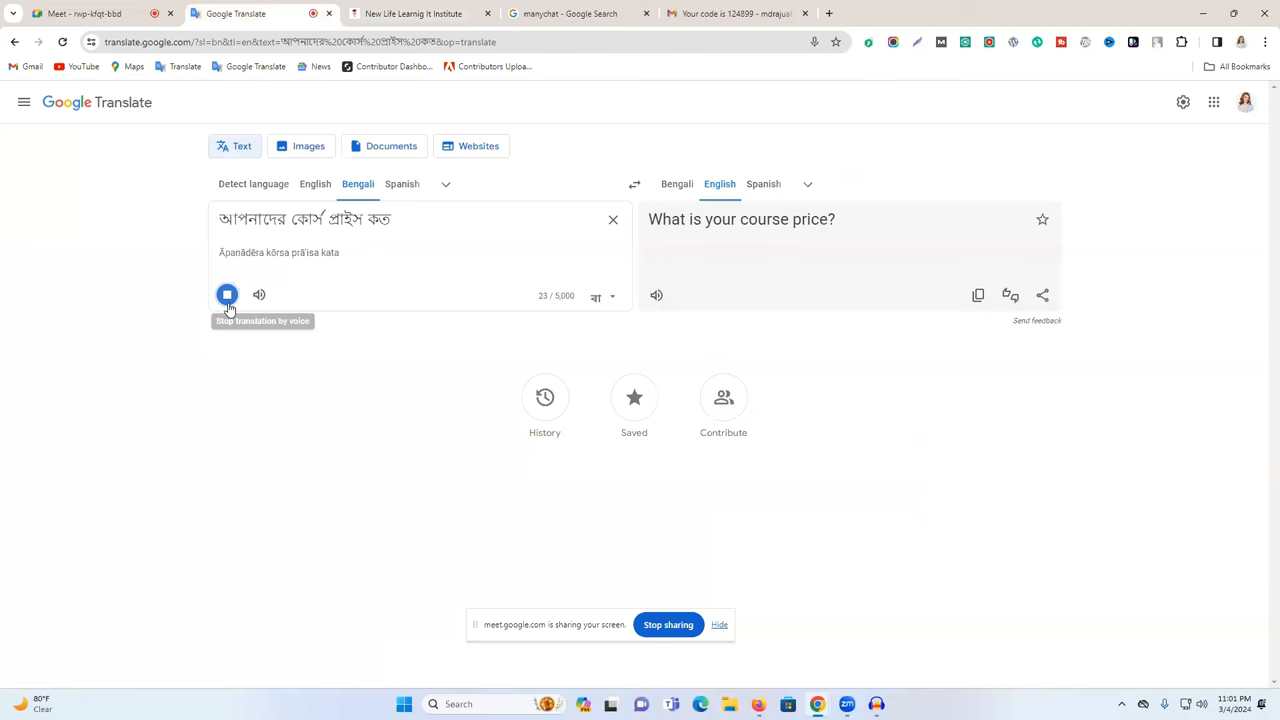 Meet - rwp-kfqt-bbd
Google Translate
New Life Learnig It Institute
manychat - Google Search
Your code is 124899 - mdrajus
translate.google.com/?sl=bn&tl=en&text=আপনাদের%20কোর্স%20প্রাইস%20কত&op=translate
Gmail
YouTube
Maps
Translate
Google Translate
News
Contributor Dashbo...
Contributors Uploa...
All Bookmarks
Google Translate
Text
Images
Documents
Websites
Detect language
English
Bengali
Spanish
Bengali
English
Spanish
আপনাদের কোর্স প্রাইস কত
What is your course price?
Āpanādēra kōrsa prā'isa kata
23 / 5,000
বা
Stop translation by voice
Send feedback
History
Saved
Contribute
meet.google.com is sharing your screen.
Stop sharing
Hide
80°F
Clear
Search
11:01 PM
3/4/2024